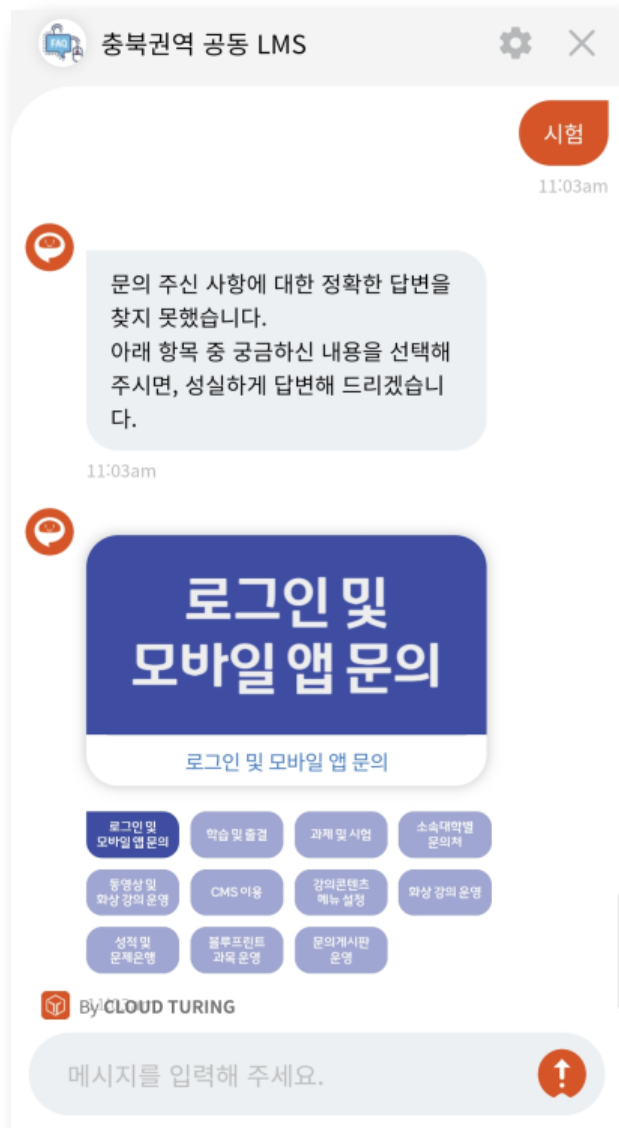 FAQ
충북권역 공동 LMS
시험
11:03am
문의 주신 사항에 대한 정확한 답변을
찾지 못했습니다.
아래 항목 중 궁금하신 내용을 선택해
주시면, 성실하게 답변해 드리겠습니
다.
11:03am
로그인 및
모바일 앱 문의
로그인 및 모바일 앱 문의
로그인 및
모바일 앱 문의
학습 및 출결
과제 및 시험
소속대학별
문의처
동영상 및
화상 강의 운영
CMS 이용
강의콘텐츠
메뉴 설정
화상 강의 운영
성적 및
문제은행
블루프린트
과목 운영
문의게시판
운영
11:03am
By CLOUD TURING
메시지를 입력해 주세요.